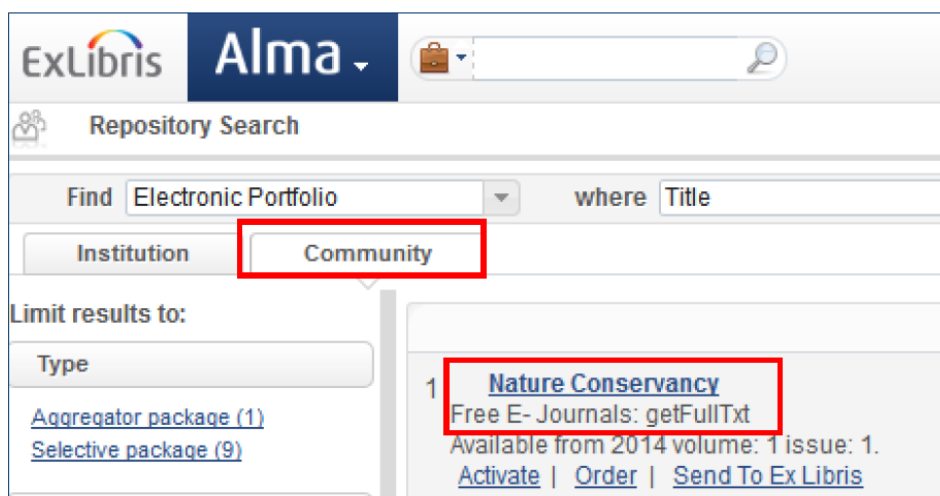 ExLibris Alma
Repository Search
Find Electronic Portfolio where Title
Institution Community
Limit results to:
Type
Aggregator package (1)
Selective package (9)
1 Nature Conservancy
Free E- Journals: getFullTxt
Available from 2014 volume: 1 issue: 1.
Activate | Order | Send To Ex Libris